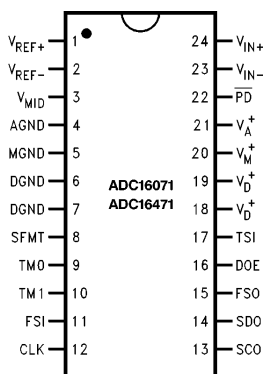 V_REF+ 1 24 V_IN+
V_REF- 2 23 V_IN-
V_MID 3 22 P̅D̅
AGND 4 21 V_A^+
MGND 5 20 V_M^+
DGND 6 19 V_D^+
ADC16071
DGND 7 18 V_D^+
ADC16471
SFMT 8 17 TSI
TM0 9 16 DOE
TM1 10 15 FSO
FSI 11 14 SDO
CLK 12 13 SCO